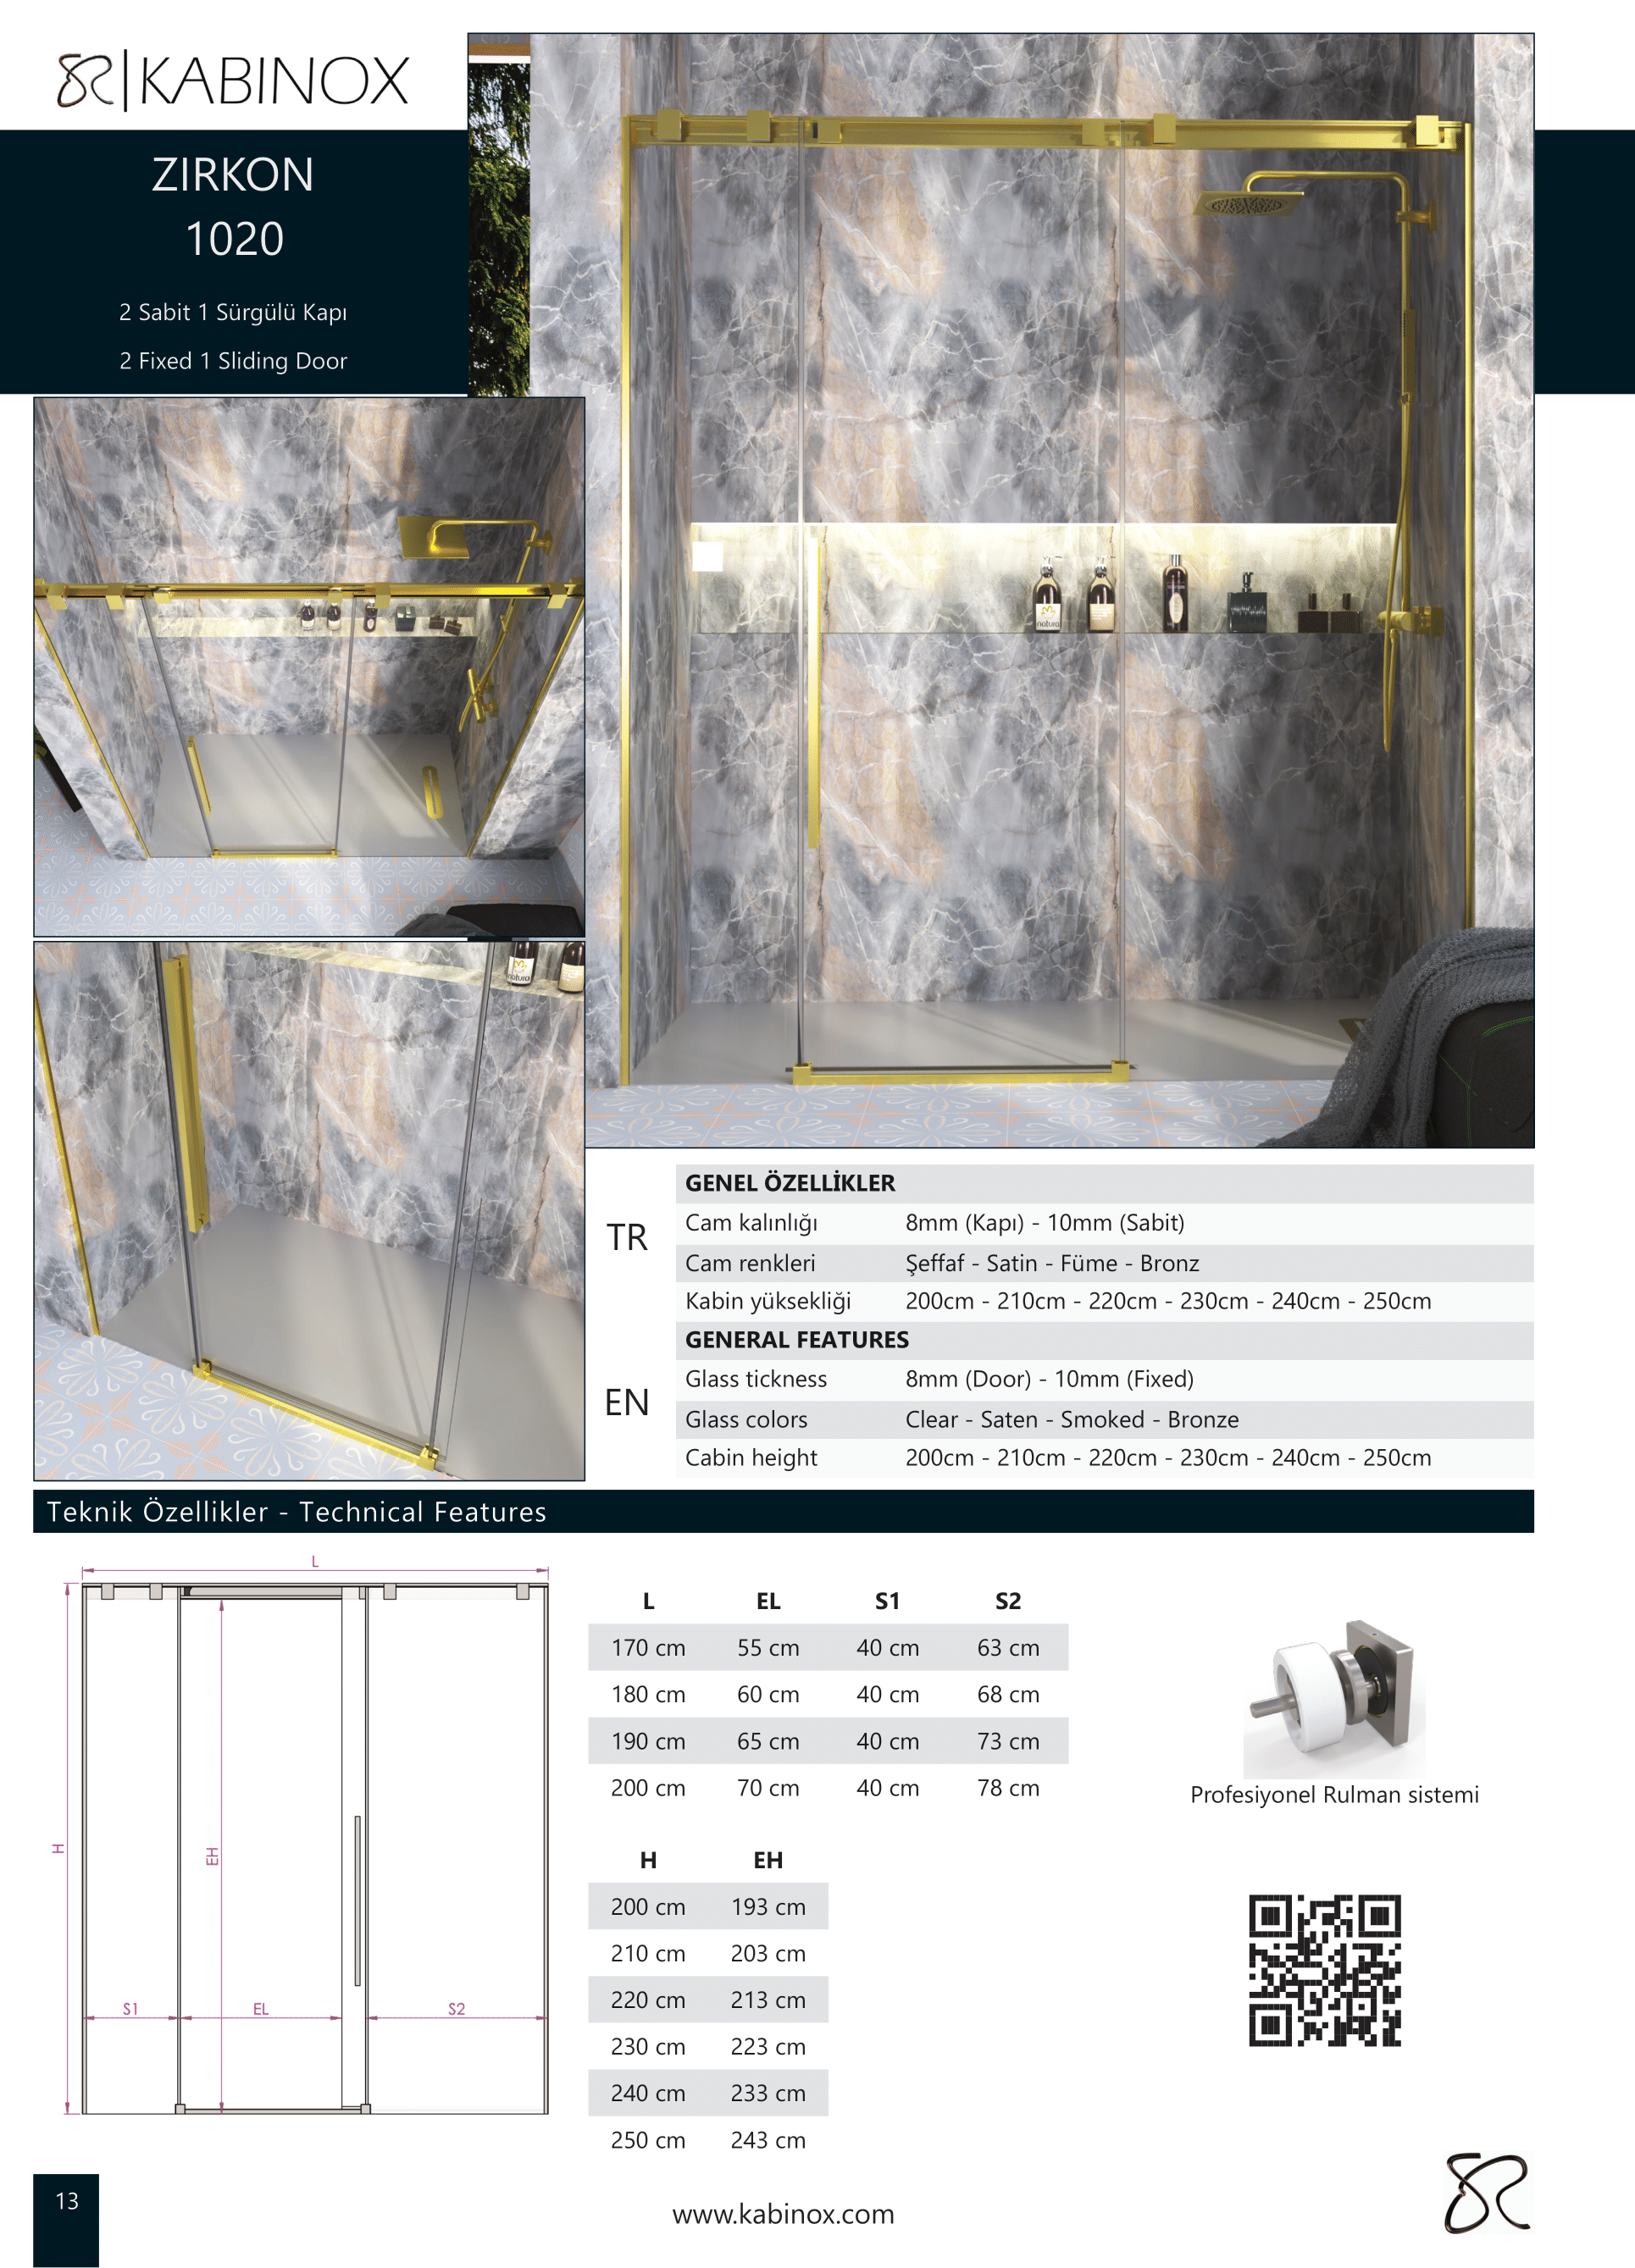 KABINOX
ZIRKON
1020
2 Sabit 1 Sürgülü Kapı
2 Fixed 1 Sliding Door
natura
natura
TR
GENEL ÖZELLİKLER
Cam kalınlığı 8mm (Kapı) - 10mm (Sabit)
Cam renkleri Şeffaf - Satin - Füme - Bronz
Kabin yüksekliği 200cm - 210cm - 220cm - 230cm - 240cm - 250cm
EN
GENERAL FEATURES
Glass tickness 8mm (Door) - 10mm (Fixed)
Glass colors Clear - Saten - Smoked - Bronze
Cabin height 200cm - 210cm - 220cm - 230cm - 240cm - 250cm
Teknik Özellikler - Technical Features
L
H
EH
S1 EL S2
L EL S1 S2
170 cm 55 cm 40 cm 63 cm
180 cm 60 cm 40 cm 68 cm
190 cm 65 cm 40 cm 73 cm
200 cm 70 cm 40 cm 78 cm
H EH
200 cm 193 cm
210 cm 203 cm
220 cm 213 cm
230 cm 223 cm
240 cm 233 cm
250 cm 243 cm
Profesiyonel Rulman sistemi
13
www.kabinox.com